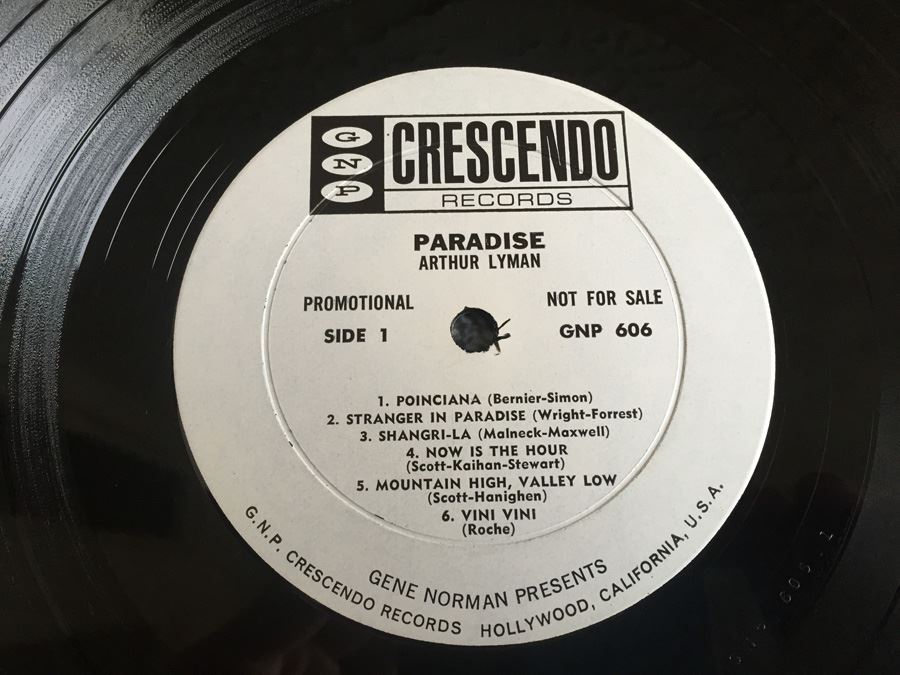 G
N
P
CRESCENDO
RECORDS
PARADISE
ARTHUR LYMAN
PROMOTIONAL NOT FOR SALE
SIDE 1 GNP 606
1. POINCIANA (Bernier-Simon)
2. STRANGER IN PARADISE (Wright-Forrest)
3. SHANGRI-LA (Malneck-Maxwell)
4. NOW IS THE HOUR
(Scott-Kaihan-Stewart)
5. MOUNTAIN HIGH, VALLEY LOW
(Scott-Hanighen)
6. VINI VINI
(Roche)
GENE NORMAN PRESENTS
G.N.P. CRESCENDO RECORDS HOLLYWOOD, CALIFORNIA, U.S.A.